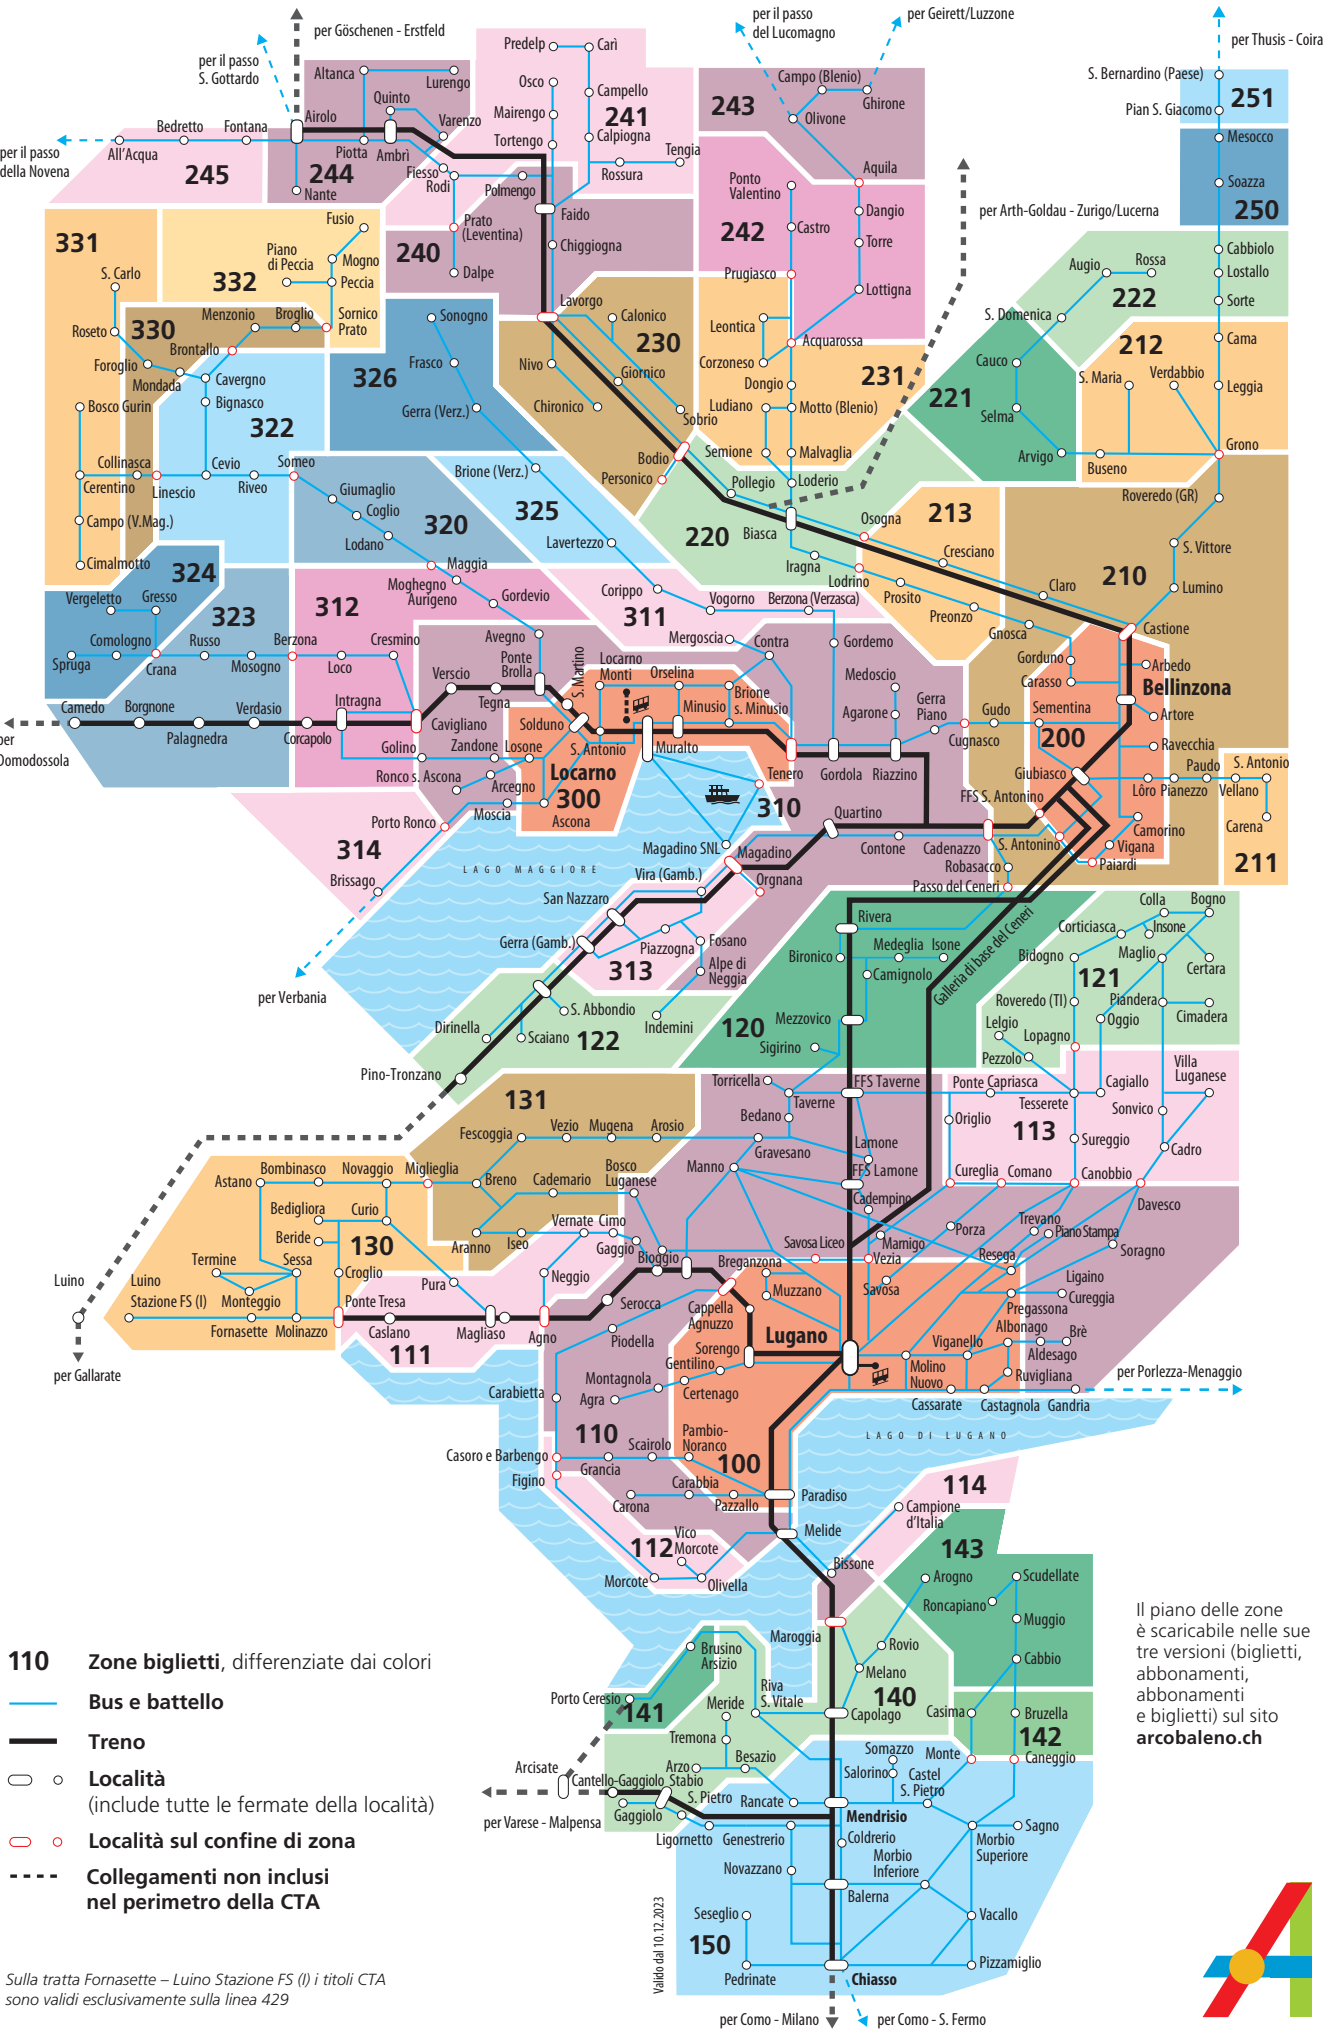 per Göschenen - Erstfeld
per il passo
S. Gottardo
per il passo
del Lucomagno
per Geirett/Luzzone
per Thusis - Coira
per il passo
della Novena
per Arth-Goldau - Zurigo/Lucerna
Altanca
Lurengo
Quinto
Varenzo
Airolo
Piotta
Ambrì
Bedretto
Fontana
All'Acqua
245
244
Nante
Fiesso
Rodi
Predelp
Carì
Osco
Campello
Mairengo
241
Tortengo
Calpiogna
Tengia
Rossura
Polmengo
Faido
Prato
(Leventina)
Chiggiogna
240
Dalpe
Lavorgo
243
Campo (Blenio)
Ghirone
Olivone
Aquila
Ponto
Valentino
Dangio
242
Castro
Torre
Prugiasco
Lottigna
Leontica
Acquarossa
Corzoneso
231
Dongio
Ludiano
Motto (Blenio)
Semione
Malvaglia
Loderio
S. Bernardino (Paese)
251
Pian S. Giacomo
Mesocco
Soazza
250
Cabbiolo
Lostallo
Sorte
Augio
Rossa
222
S. Domenica
212
Cama
Cauco
S. Maria
Verdabbio
Leggia
221
Selma
Grono
Arvigo
Buseno
Roveredo (GR)
S. Vittore
210
Lumino
331
Fusio
S. Carlo
Piano
di Peccia
Mogno
332
Peccia
Menzonio
Broglio
Sornico
Prato
Roseto
330
Brontallo
Foroglio
Mondada
Cavergno
Bosco Gurin
Bignasco
322
Collinasca
Cevio
Someo
Cerentino
Linescio
Riveo
Campo (V.Mag.)
Cimalmotto
Sonogno
Frasco
326
Gerra (Verz.)
Brione (Verz.)
325
Lavertezzo
Calonico
230
Nivo
Giornico
Chironico
Sobrio
Bodio
Personico
Pollegio
220
Biasca
Osogna
213
Cresciano
Iragna
Lodrino
Claro
Prosito
Preonzo
Gnosca
Castione
Giumaglio
Coglio
320
Lodano
Maggia
Moghegno
Aurigeno
Gordevio
324
Vergeletto
Gresso
323
312
Comologno
Russo
Berzona
Cresmino
Spruga
Crana
Mosogno
Loco
Avegno
Ponte
Brolla
Corippo
311
Vogorno
Berzona (Verzasca)
Mergoscia
Contra
Gordemo
Camedo
Borgnone
Verdasio
Intragna
Palagnedra
Corcapolo
Cavigliano
per
Domodossola
Verscio
Tegna
S. Martino
Locarno
Monti
Orselina
Brione
s. Minusio
Minusio
Solduno
S. Antonio
Muralto
Golino
Zandone
Losone
Ronco s. Ascona
Arcegno
Locarno
300
Ascona
Moscia
Porto Ronco
314
Brissago
Tenero
Gordola
Riazzino
Medoscio
Agarone
Gerra
Piano
Cugnasco
310
Quartino
Contone
Cadenazzo
Robasacco
Passo del Ceneri
Gorduno
Carasso
Arbedo
Bellinzona
Gudo
Sementina
Artore
200
Ravecchia
Giubiasco
Paudo
S. Antonio
Lôro
Pianezzo
Vellano
FFS S. Antonino
Camorino
S. Antonino
Vigana
Paiardi
Carena
211
LAGO MAGGIORE
Magadino SNL
Magadino
Vira (Gamb.)
Orgnana
San Nazzaro
Gerra (Gamb.)
Piazzogna
Fosano
Alpe di
Neggia
313
S. Abbondio
Indemini
Dirinella
Scaiano
122
Pino-Tronzano
per Verbania
Rivera
Medeglia
Isone
Bironico
Camignolo
Galleria di base del Ceneri
120
Mezzovico
Sigirino
Colla
Bogno
Corticiasca
Insone
Bidogno
Maglio
Certara
121
Roveredo (TI)
Piandera
Lelgio
Oggio
Cimadera
Lopagno
Pezzolo
Villa
Luganese
Ponte Capriasca
Cagiallo
Tesserete
Sonvico
Origlio
113
Sureggio
Cadro
Cureglia
Comano
Canobbio
Davesco
Torricella
FFS Taverne
Taverne
Bedano
Gravesano
Lamone
Manno
FFS Lamone
Cadempino
131
Fescoggia
Vezio
Mugena
Arosio
Bombinasco
Novaggio
Miglieglia
Astano
Breno
Cademario
Bosco
Luganese
Bedigliora
Curio
Beride
130
Aranno
Iseo
Vernate
Cimo
Gaggio
Bioggio
Termine
Sessa
Croglio
Pura
Neggio
Monteggio
Luino
Luino
Stazione FS (I)
Fornasette
Molinazzo
Ponte Tresa
Caslano
Magliaso
111
Agno
Serocca
Piodella
per Gallarate
Porza
Trevano
Piano Stampa
Soragno
Savosa Liceo
Mamigo
Vezia
Resega
Breganzona
Muzzano
Savosa
Ligaino
Cureggia
Cappella
Agnuzzo
Lugano
Pregassona
Viganello
Albonago
Brè
Aldesago
Sorengo
Gentilino
Molino
Nuovo
Ruvigliana
per Porlezza-Menaggio
Montagnola
Certenago
Cassarate
Castagnola
Gandria
Carabietta
Agra
110
Pambio-
Noranco
LAGO DI LUGANO
Casoro e Barbengo
Scairolo
100
Grancia
Figino
Carabbia
Paradiso
Carona
Pazzallo
112
Vico
Morcote
Melide
Morcote
Olivella
114
Campione
d'Italia
Bissone
143
Arogno
Scudellate
Roncapiano
Muggio
Maroggia
Rovio
Cabbio
Melano
Brusino
Arsizio
Riva
S. Vitale
140
Porto Ceresio
141
Meride
Capolago
Casima
Bruzella
142
Tremona
Monte
Caneggio
Arcisate
Arzo
Besazio
Somazzo
Salorino
Castel
S. Pietro
Cantello-Gaggiolo
Stabio
S. Pietro
Rancate
Mendrisio
Gaggiolo
per Varese - Malpensa
Ligornetto
Genestrerio
Coldrerio
Sagno
Morbio
Inferiore
Morbio
Superiore
Novazzano
Balerna
Seseglio
Vacallo
150
Pedrinate
Chiasso
Pizzamiglio
per Como - Milano
per Como - S. Fermo
Valido dal 10.12.2023
Il piano delle zone
è scaricabile nelle sue
tre versioni (biglietti,
abbonamenti,
abbonamenti
e biglietti) sul sito
arcobaleno.ch
110 Zone biglietti, differenziate dai colori
Bus e battello
Treno
Località
(include tutte le fermate della località)
Località sul confine di zona
Collegamenti non inclusi
nel perimetro della CTA
Sulla tratta Fornasette – Luino Stazione FS (I) i titoli CTA
sono validi esclusivamente sulla linea 429